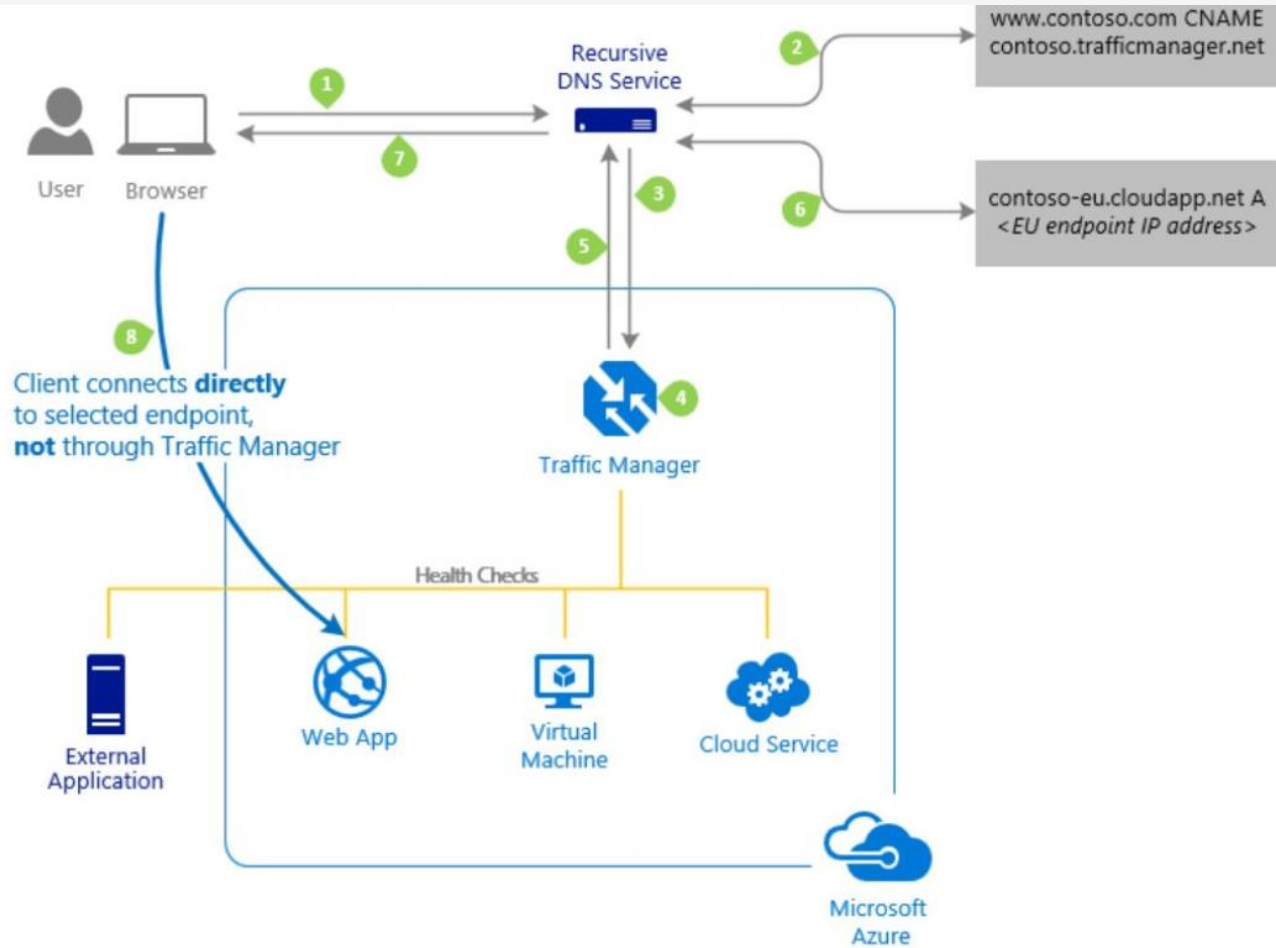 www.contoso.com CNAME
contoso.trafficmanager.net
Recursive
DNS Service
2
1
7
User
Browser
3
6
contoso-eu.cloudapp.net A
<EU endpoint IP address>
5
8
Client connects directly
to selected endpoint,
not through Traffic Manager
4
Traffic Manager
Health Checks
External
Application
Web App
Virtual
Machine
Cloud Service
Microsoft
Azure